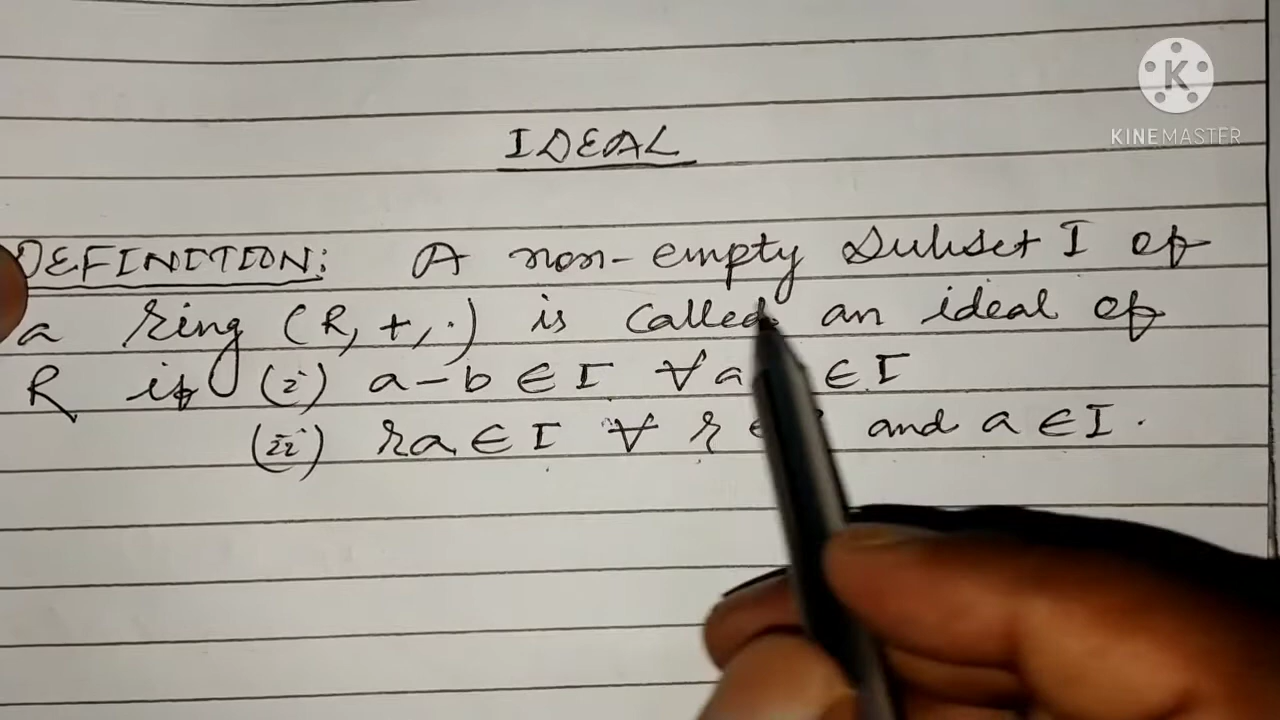 IDEAL
DEFINITION: A non-empty subset I of
a ring (R, +, .) is called an ideal of
R if (i) a-b ∈ I ∀ a ∈ I
(ii) ra ∈ I ∀ r ∈ and a ∈ I.
K
KINEMASTER